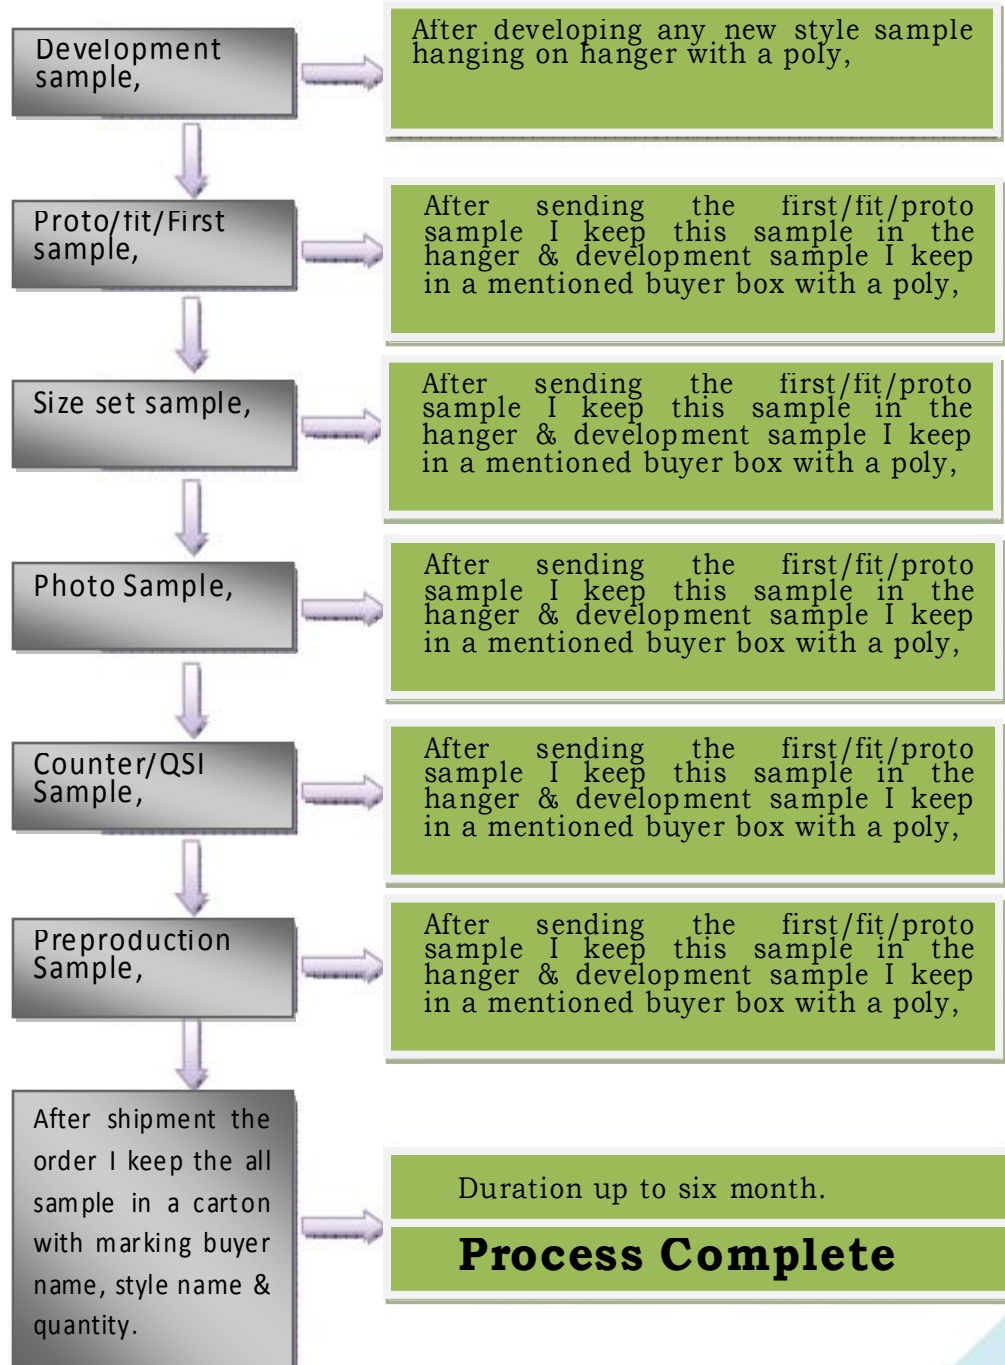 Development
sample,
After developing any new style sample
hanging on hanger with a poly,
Proto/fit/First
sample,
After sending the first/fit/proto
sample I keep this sample in the
hanger & development sample I keep
in a mentioned buyer box with a poly,
Size set sample,
After sending the first/fit/proto
sample I keep this sample in the
hanger & development sample I keep
in a mentioned buyer box with a poly,
Photo Sample,
After sending the first/fit/proto
sample I keep this sample in the
hanger & development sample I keep
in a mentioned buyer box with a poly,
Counter/QSI
Sample,
After sending the first/fit/proto
sample I keep this sample in the
hanger & development sample I keep
in a mentioned buyer box with a poly,
Preproduction
Sample,
After sending the first/fit/proto
sample I keep this sample in the
hanger & development sample I keep
in a mentioned buyer box with a poly,
After shipment the
order I keep the all
sample in a carton
with marking buyer
name, style name &
quantity.
Duration up to six month.
Process Complete